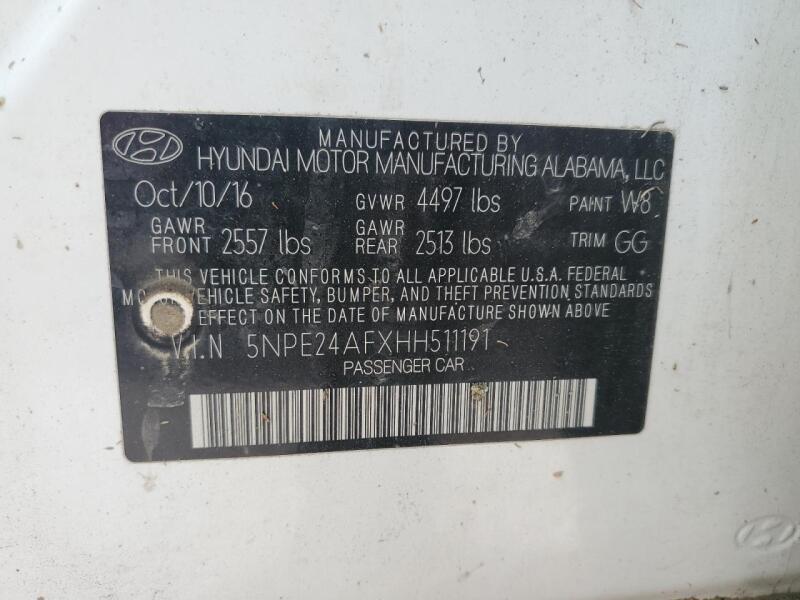 MANUFACTURED BY
HYUNDAI MOTOR MANUFACTURING ALABAMA, LLC
Oct/10/16 GVWR 4497 lbs PAINT W8
GAWR FRONT 2557 lbs GAWR REAR 2513 lbs TRIM GG
THIS VEHICLE CONFORMS TO ALL APPLICABLE U.S.A. FEDERAL
VEHICLE SAFETY, BUMPER, AND THEFT PREVENTION STANDARDS
EFFECT ON THE DATE OF MANUFACTURE SHOWN ABOVE
V.I.N 5NPE24AFXHH511191
PASSENGER CAR